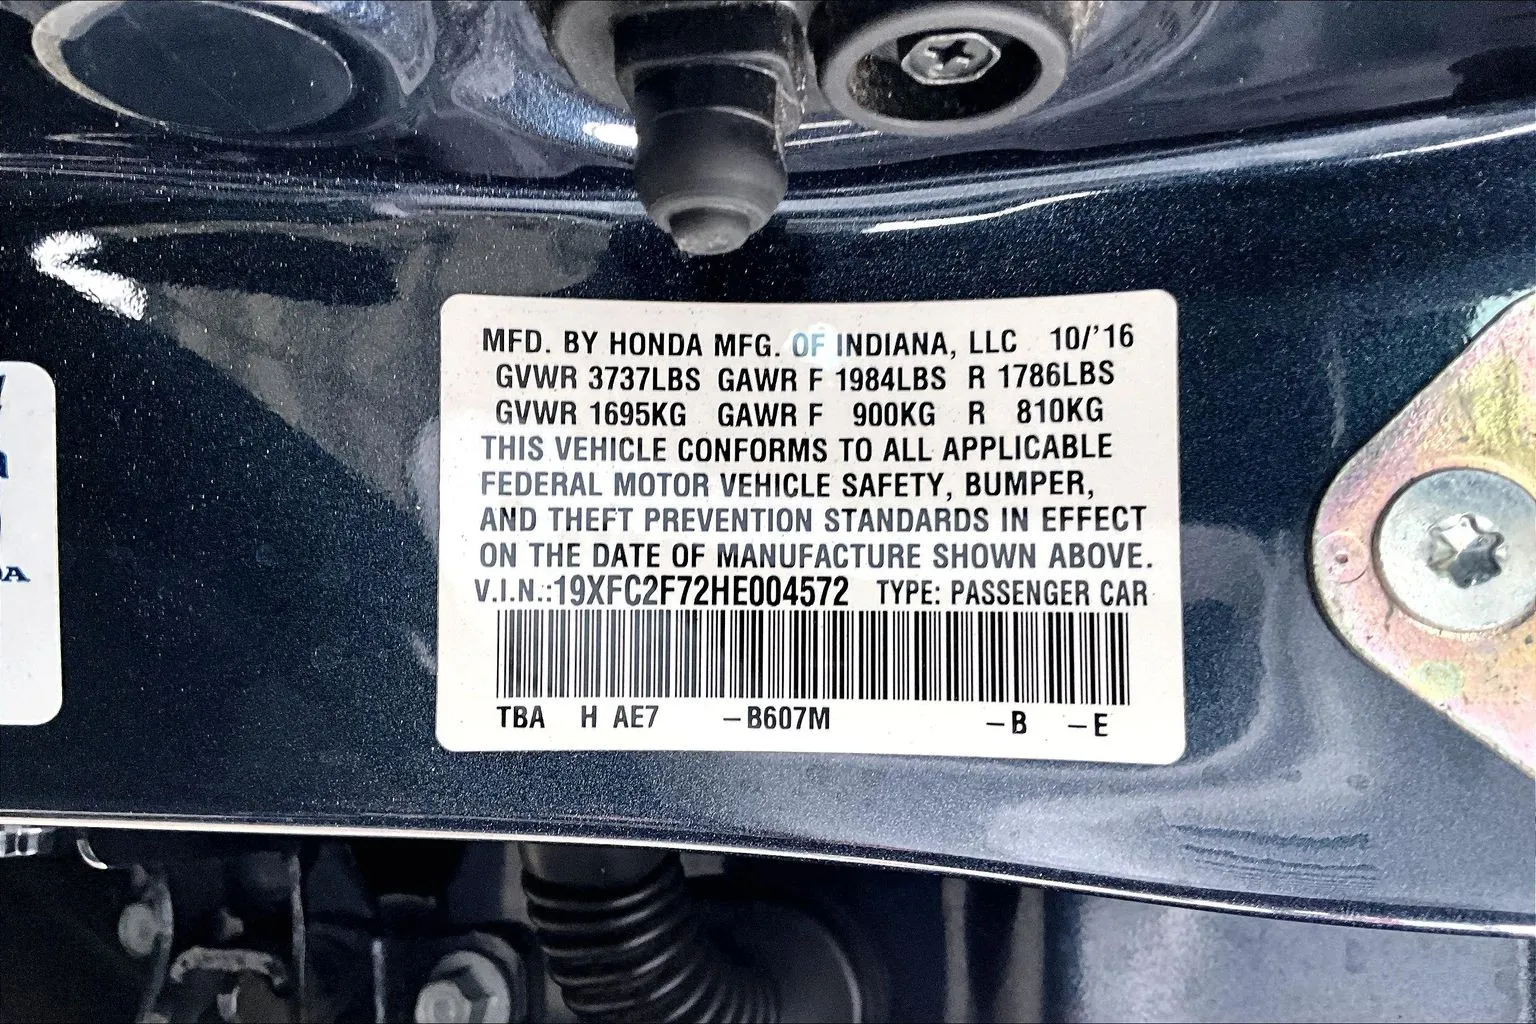 MFD. BY HONDA MFG. OF INDIANA, LLC 10/'16
GVWR 3737LBS GAWR F 1984LBS R 1786LBS
GVWR 1695KG GAWR F 900KG R 810KG
THIS VEHICLE CONFORMS TO ALL APPLICABLE
FEDERAL MOTOR VEHICLE SAFETY, BUMPER,
AND THEFT PREVENTION STANDARDS IN EFFECT
ON THE DATE OF MANUFACTURE SHOWN ABOVE.
V.I.N.:19XFC2F72HE004572 TYPE: PASSENGER CAR
TBA H AE7 –B607M –B –E